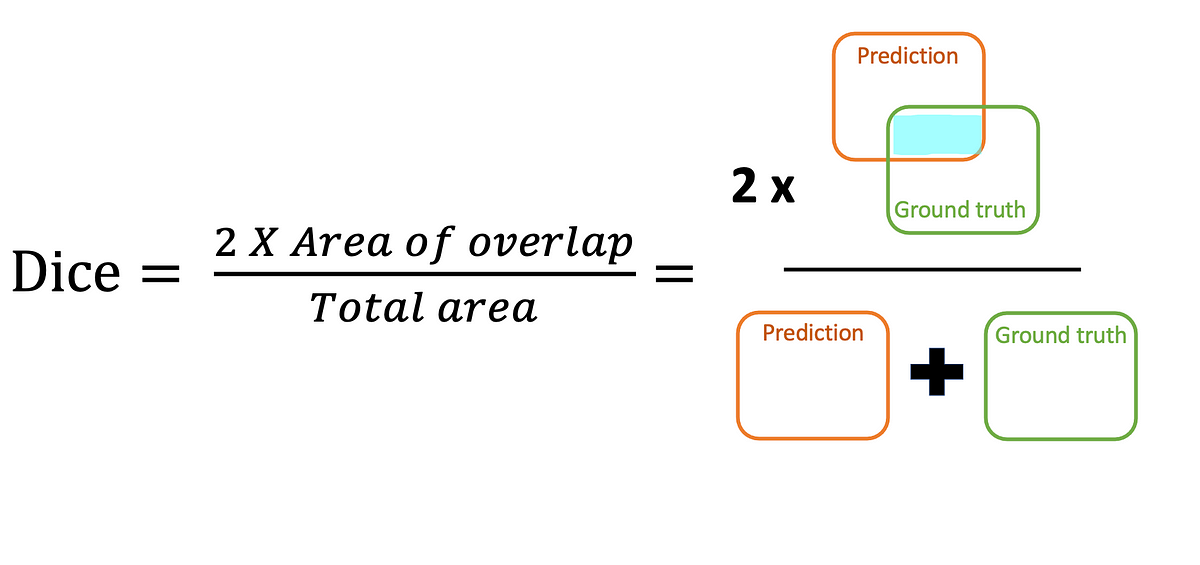 Dice = 2 X Area of overlap / Total area =
2 x
Prediction
Ground truth
Prediction + Ground truth